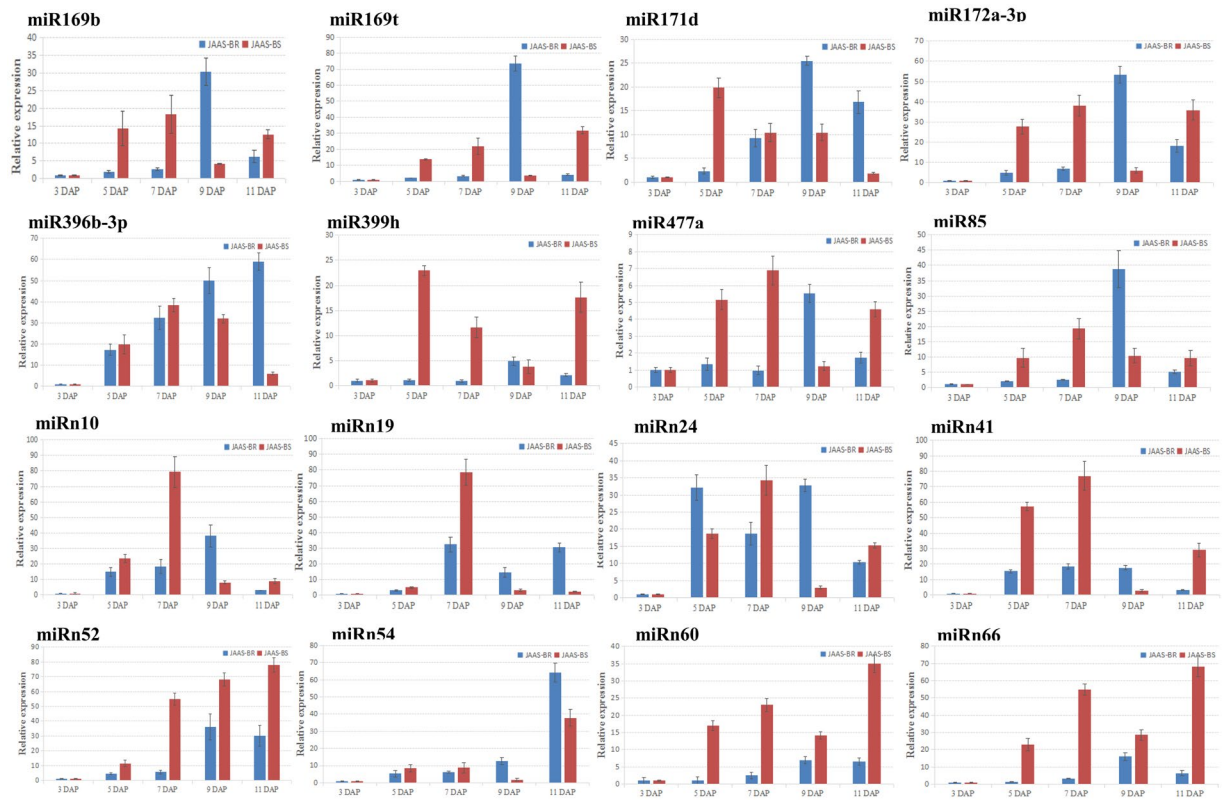 miR169b
JAAS-BR JAAS-BS
Relative expression
40
35
30
25
20
15
10
5
0
3 DAP 5 DAP 7 DAP 9 DAP 11 DAP
miR169t
JAAS-BR JAAS-BS
Relative expression
90
80
70
60
50
40
30
20
10
0
3 DAP 5 DAP 7 DAP 9 DAP 11 DAP
miR171d
JAAS-BR JAAS-BS
Relative expression
30
25
20
15
10
5
0
3 DAP 5 DAP 7 DAP 9 DAP 11 DAP
miR172a-3p
JAAS-BR JAAS-BS
Relative expression
70
60
50
40
30
20
10
0
3 DAP 5 DAP 7 DAP 9 DAP 11 DAP
miR396b-3p
JAAS-BR JAAS-BS
Relative expression
70
60
50
40
30
20
10
0
3 DAP 5 DAP 7 DAP 9 DAP 11 DAP
miR399h
JAAS-BR JAAS-BS
Relative expression
30
25
20
15
10
5
0
3 DAP 5 DAP 7 DAP 9 DAP 11 DAP
miR477a
JAAS-BR JAAS-BS
Relative expression
9
8
7
6
5
4
3
2
1
0
3 DAP 5 DAP 7 DAP 9 DAP 11 DAP
miR85
JAAS-BR JAAS-BS
Relative expression
50
45
40
35
30
25
20
15
10
5
0
3 DAP 5 DAP 7 DAP 9 DAP 11 DAP
miRn10
JAAS-BR JAAS-BS
Relative expression
100
90
80
70
60
50
40
30
20
10
0
3 DAP 5 DAP 7 DAP 9 DAP 11 DAP
miRn19
JAAS-BR JAAS-BS
Relative expression
100
90
80
70
60
50
40
30
20
10
0
3 DAP 5 DAP 7 DAP 9 DAP 11 DAP
miRn24
JAAS-BR JAAS-BS
Relative expression
45
40
35
30
25
20
15
10
5
0
3 DAP 5 DAP 7 DAP 9 DAP 11 DAP
miRn41
JAAS-BR JAAS-BS
Relative expression
100
90
80
70
60
50
40
30
20
10
0
3 DAP 5 DAP 7 DAP 9 DAP 11 DAP
miRn52
JAAS-BR JAAS-BS
Relative expression
90
80
70
60
50
40
30
20
10
0
3 DAP 5 DAP 7 DAP 9 DAP 11 DAP
miRn54
JAAS-BR JAAS-BS
Relative expression
80
70
60
50
40
30
20
10
0
3 DAP 5 DAP 7 DAP 9 DAP 11 DAP
miRn60
JAAS-BR JAAS-BS
Relative expression
40
35
30
25
20
15
10
5
0
3 DAP 5 DAP 7 DAP 9 DAP 11 DAP
miRn66
JAAS-BR JAAS-BS
Relative expression
80
70
60
50
40
30
20
10
0
3 DAP 5 DAP 7 DAP 9 DAP 11 DAP